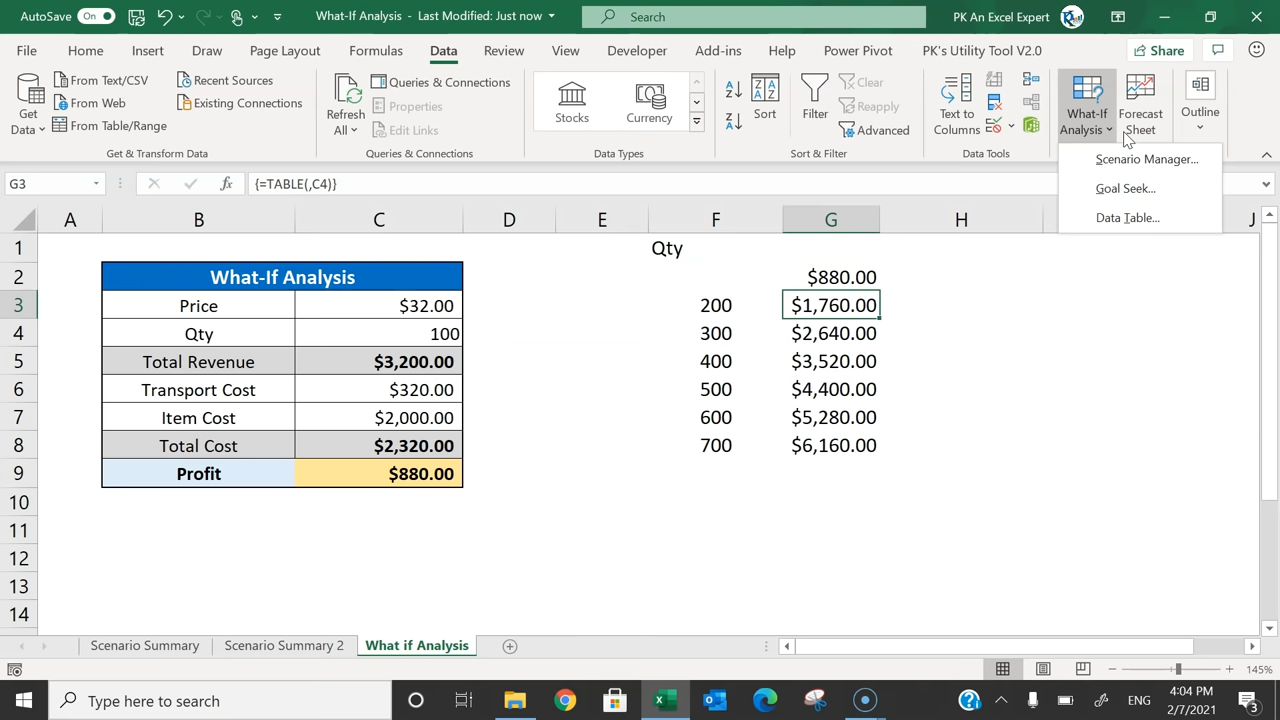 AutoSave On What-If Analysis - Last Modified: Just now Search PK An Excel Expert
File Home Insert Draw Page Layout Formulas Data Review View Developer Add-ins Help Power Pivot PK's Utility Tool V2.0 Share
Get Data
From Text/CSV
From Web
From Table/Range
Recent Sources
Existing Connections
Get & Transform Data
Refresh All
Queries & Connections
Properties
Edit Links
Queries & Connections
Stocks
Currency
Data Types
Sort
Filter
Clear
Reapply
Advanced
Sort & Filter
Text to Columns
Data Tools
What-If Analysis
Forecast Sheet
Outline
Scenario Manager...
Goal Seek...
Data Table...
G3 fx {=TABLE(,C4)}
A B C D E F G H J
1 Qty
2 What-If Analysis $880.00
3 Price $32.00 200 $1,760.00
4 Qty 100 300 $2,640.00
5 Total Revenue $3,200.00 400 $3,520.00
6 Transport Cost $320.00 500 $4,400.00
7 Item Cost $2,000.00 600 $5,280.00
8 Total Cost $2,320.00 700 $6,160.00
9 Profit $880.00
10
11
12
13
14
Scenario Summary Scenario Summary 2 What if Analysis
145%
Type here to search ENG 4:04 PM
2/7/2021 3